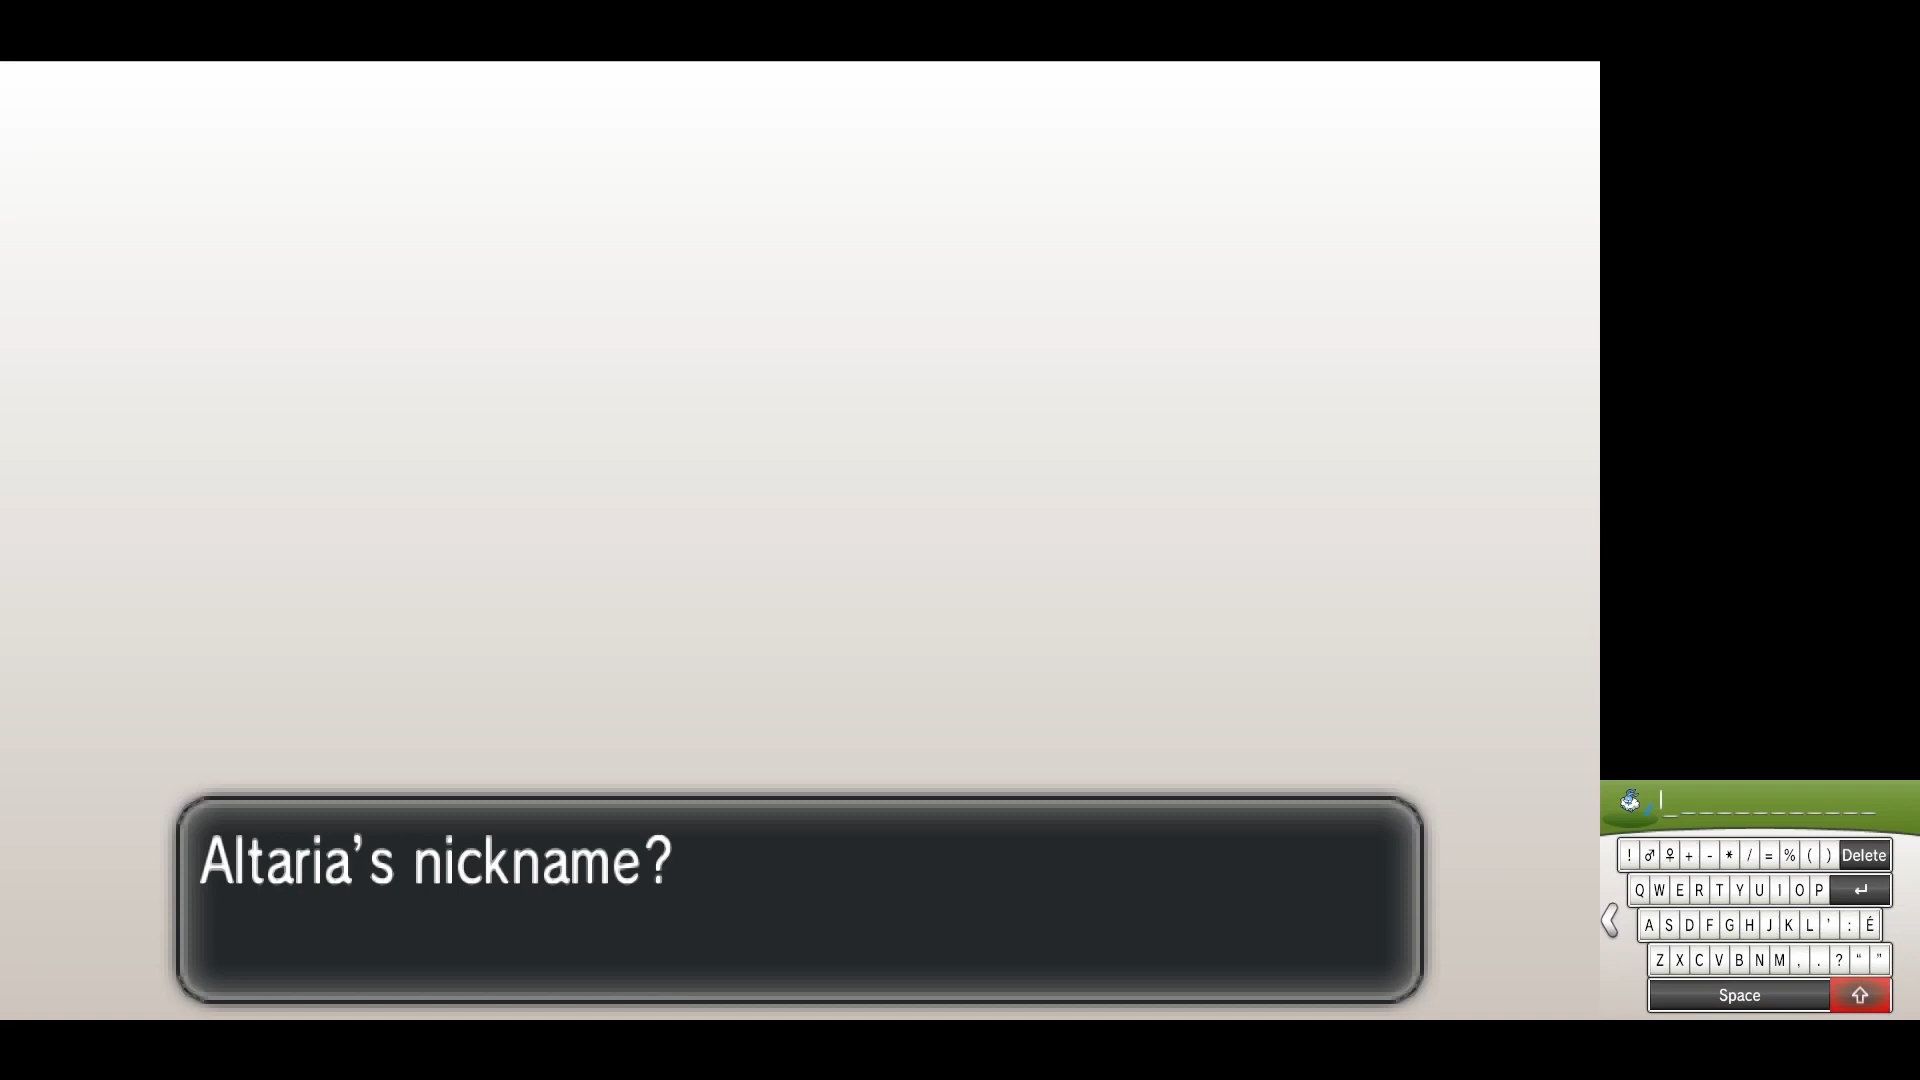 Altaria's nickname?
! ♂ ♀ + - * / = % ( ) Delete
Q W E R T Y U I O P ↵
A S D F G H J K L ' : É
Z X C V B N M , . ? “ ”
Space